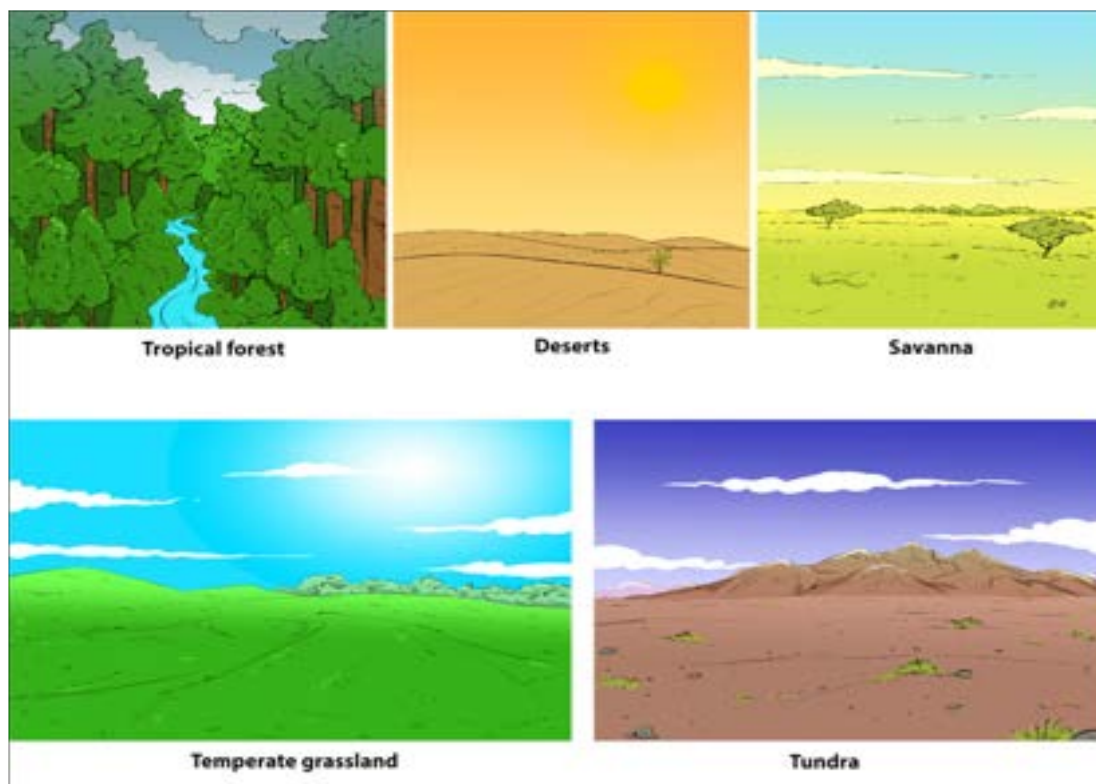 Tropical forest
Deserts
Savanna
Temperate grassland
Tundra